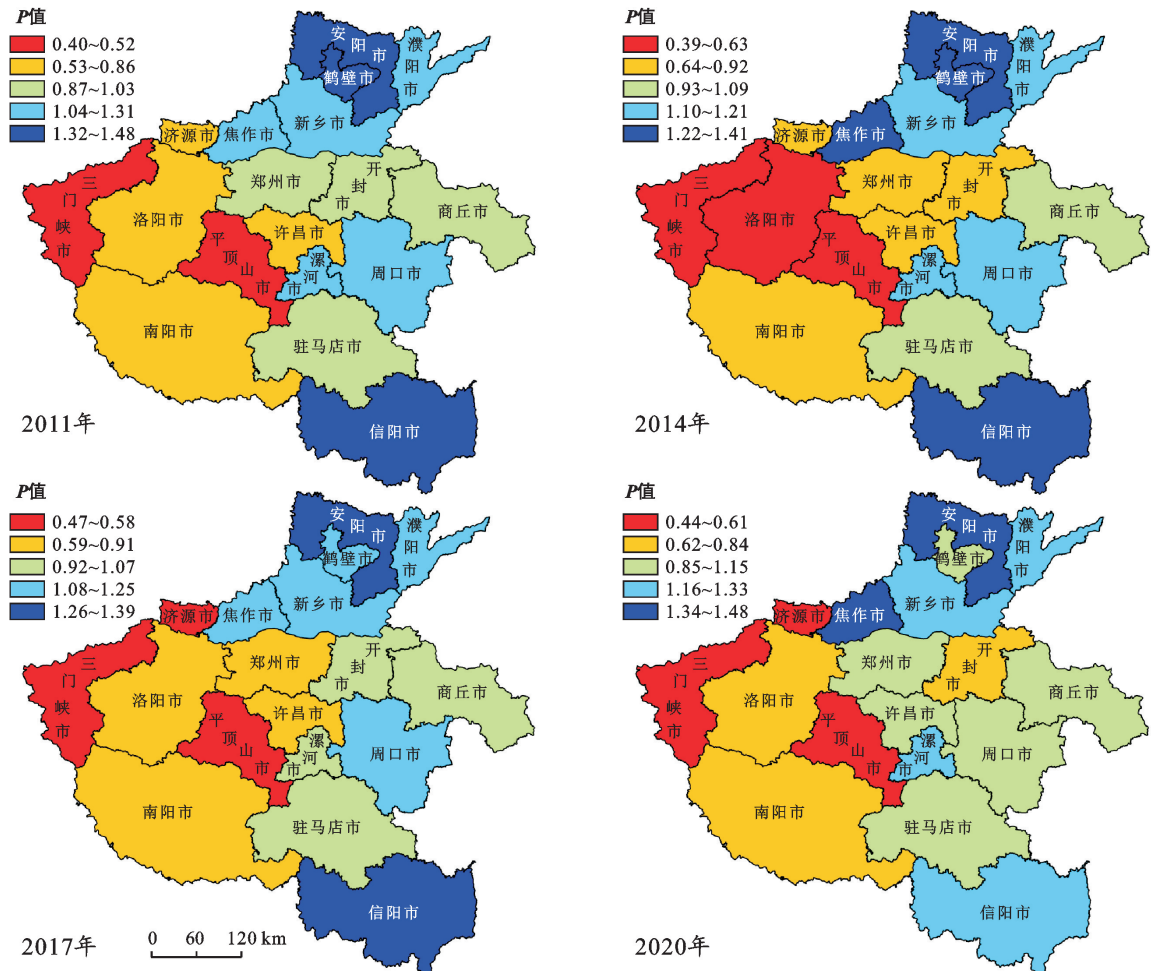 P值
0.40~0.52
0.53~0.86
0.87~1.03
1.04~1.31
1.32~1.48
安阳市
濮阳市
鹤壁市
新乡市
焦作市
济源市
三门峡市
洛阳市
郑州市
开封市
商丘市
平顶山市
许昌市
漯河市
周口市
南阳市
驻马店市
信阳市
2011年
P值
0.39~0.63
0.64~0.92
0.93~1.09
1.10~1.21
1.22~1.41
安阳市
濮阳市
鹤壁市
新乡市
焦作市
济源市
三门峡市
洛阳市
郑州市
开封市
商丘市
平顶山市
许昌市
漯河市
周口市
南阳市
驻马店市
信阳市
2014年
P值
0.47~0.58
0.59~0.91
0.92~1.07
1.08~1.25
1.26~1.39
安阳市
濮阳市
鹤壁市
新乡市
焦作市
济源市
三门峡市
洛阳市
郑州市
开封市
商丘市
平顶山市
许昌市
漯河市
周口市
南阳市
驻马店市
信阳市
2017年
0 60 120 km
P值
0.44~0.61
0.62~0.84
0.85~1.15
1.16~1.33
1.34~1.48
安阳市
濮阳市
鹤壁市
新乡市
焦作市
济源市
三门峡市
洛阳市
郑州市
开封市
商丘市
平顶山市
许昌市
漯河市
周口市
南阳市
驻马店市
信阳市
2020年